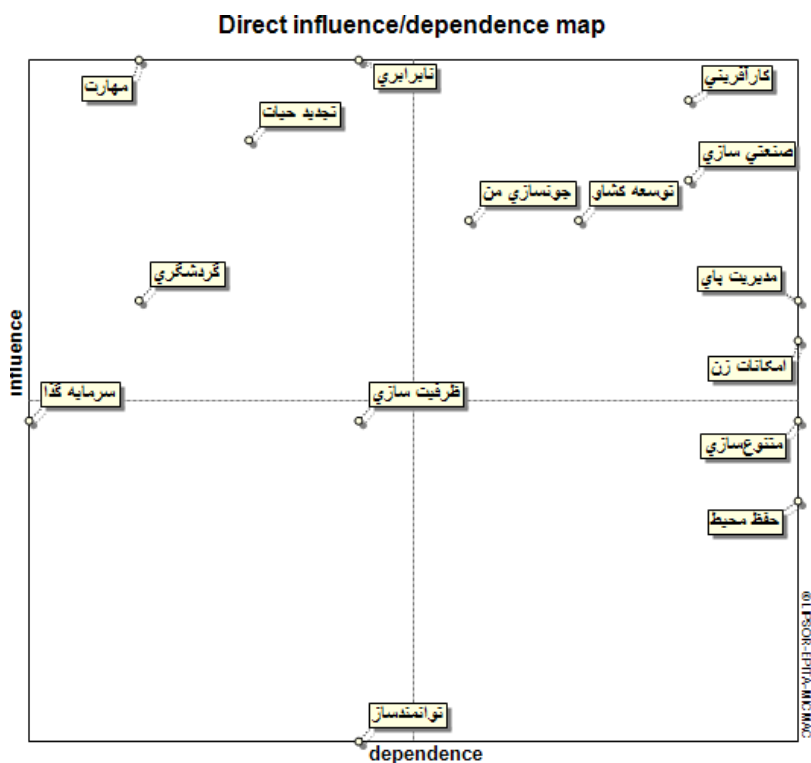 Direct influence/dependence map
مهارت
نابرابري
كارآفريني
تجديد حيات
صنعتي سازي
جونسازي من
توسعه كشاو
گردشگري
مديريت پاي
امكانات زن
سرمايه گذا
ظرفيت سازي
متنوع‌سازي
حفظ محيط
توانمندساز
influence
dependence
@LIPSOR-EPITA-MICMAC